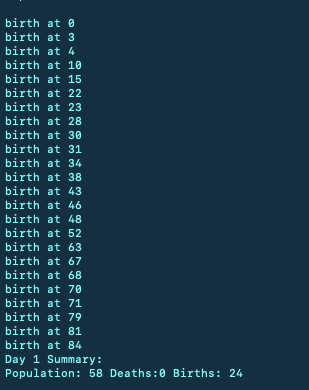 birth at 0
birth at 3
birth at 4
birth at 10
birth at 15
birth at 22
birth at 23
birth at 28
birth at 30
birth at 31
birth at 34
birth at 38
birth at 43
birth at 46
birth at 48
birth at 52
birth at 63
birth at 67
birth at 68
birth at 70
birth at 71
birth at 79
birth at 81
birth at 84
Day 1 Summary:
Population: 58 Deaths:0 Births: 24